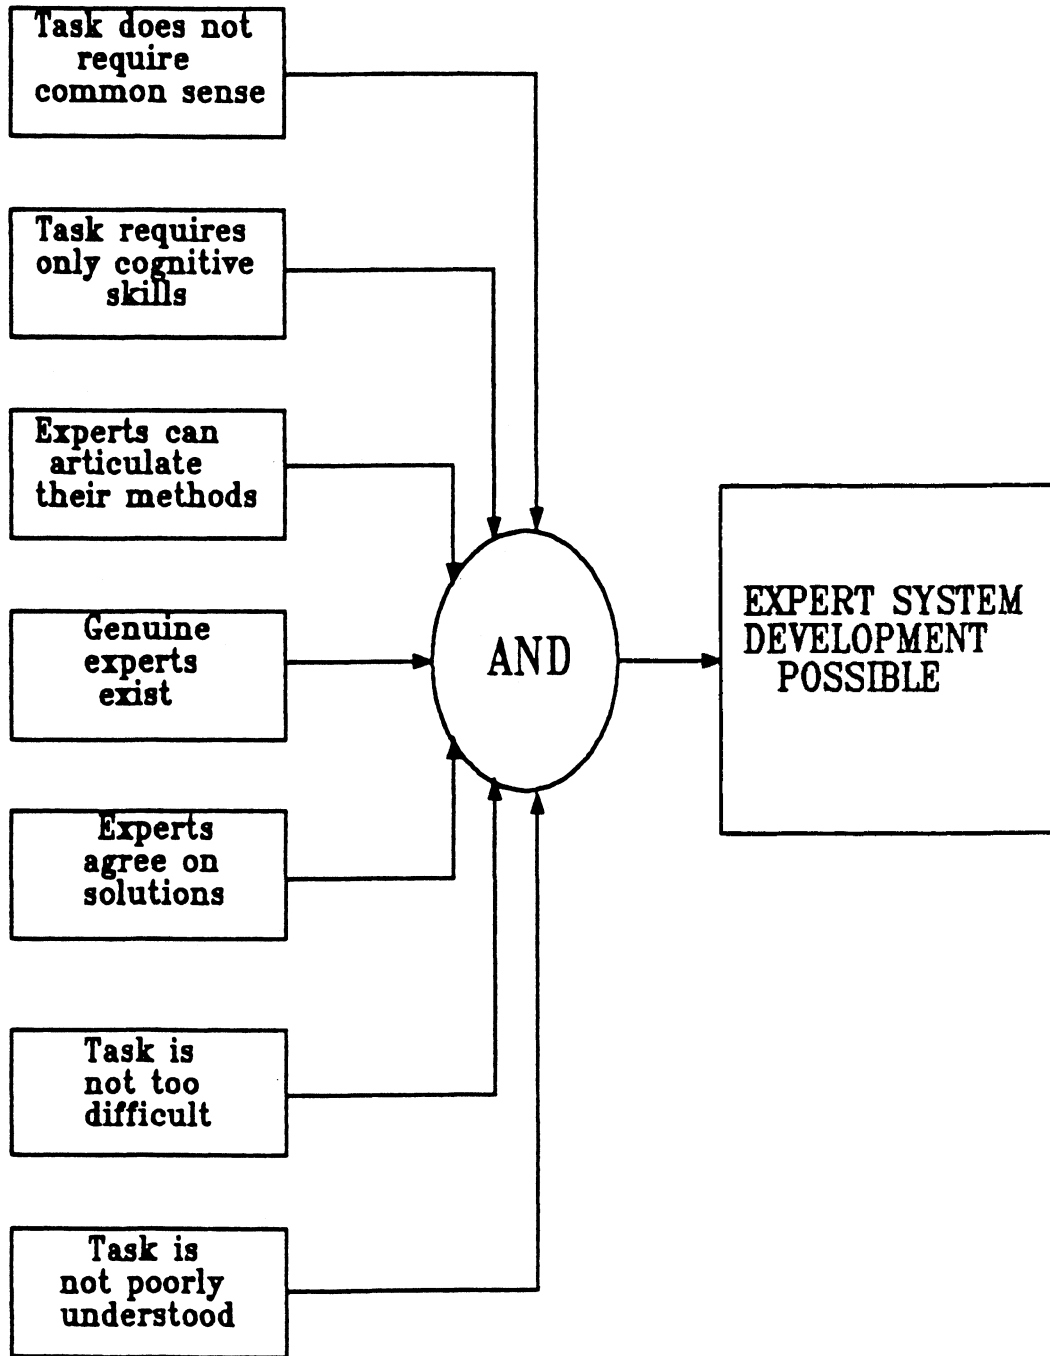 Task does not
require
common sense
Task requires
only cognitive
skills
Experts can
articulate
their methods
Genuine
experts
exist
AND
EXPERT SYSTEM
DEVELOPMENT
POSSIBLE
Experts
agree on
solutions
Task is
not too
difficult
Task is
not poorly
understood